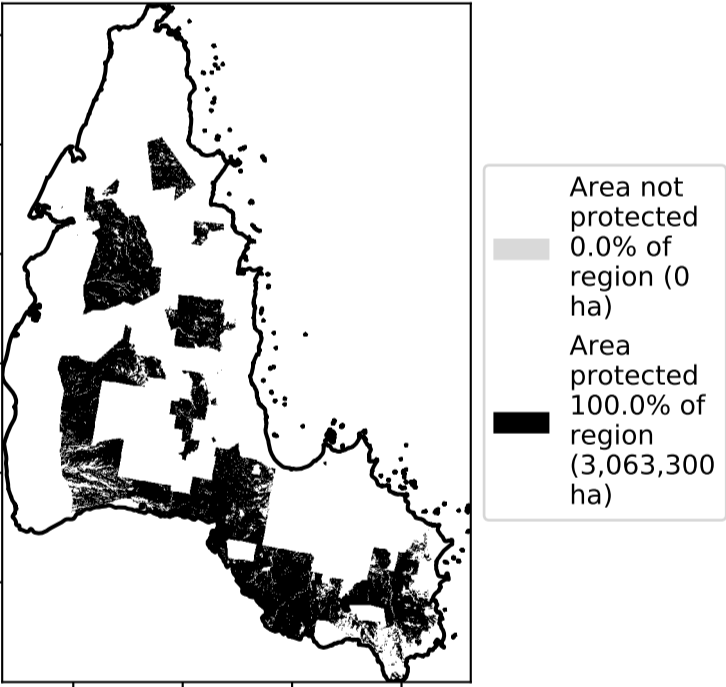 Area not
protected
0.0% of
region (0
ha)
Area
protected
100.0% of
region
(3,063,300
ha)